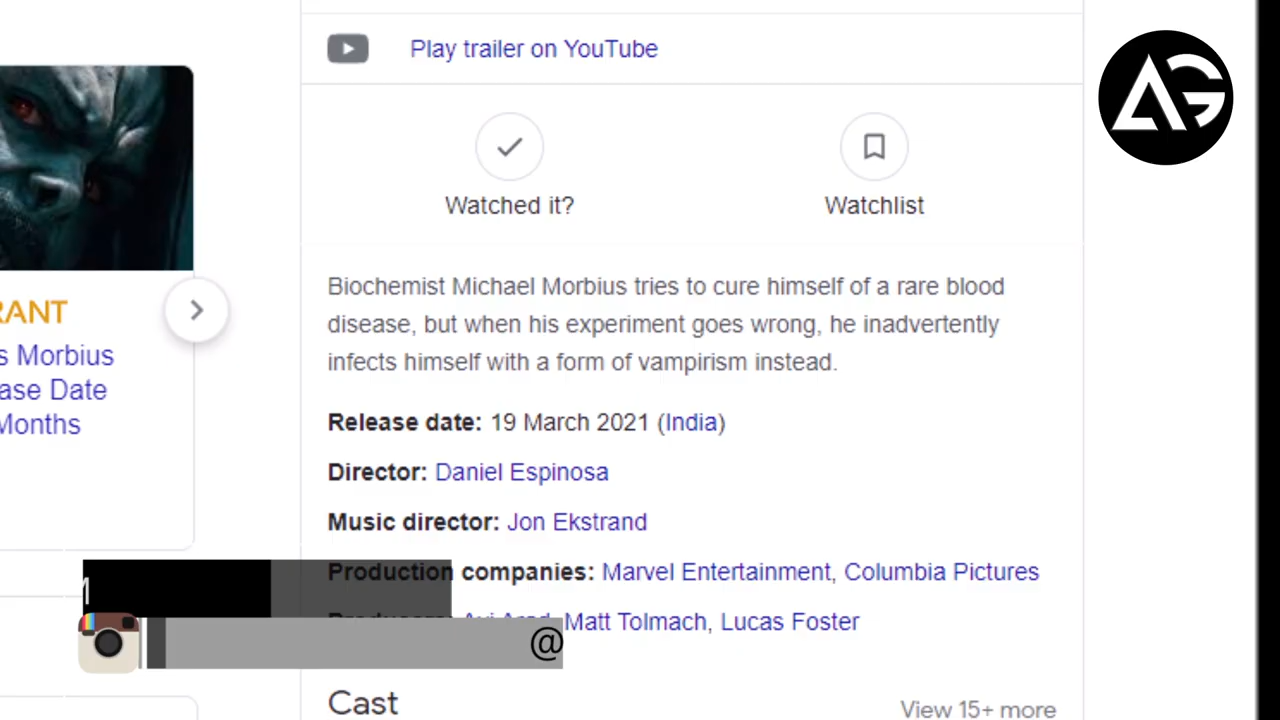 Play trailer on YouTube
AG
Watched it?
Watchlist
RANT
s Morbius
ase Date
Months
Biochemist Michael Morbius tries to cure himself of a rare blood
disease, but when his experiment goes wrong, he inadvertently
infects himself with a form of vampirism instead.
Release date: 19 March 2021 (India)
Director: Daniel Espinosa
Music director: Jon Ekstrand
Production companies: Marvel Entertainment, Columbia Pictures
Matt Tolmach, Lucas Foster
@
Cast
View 15+ more